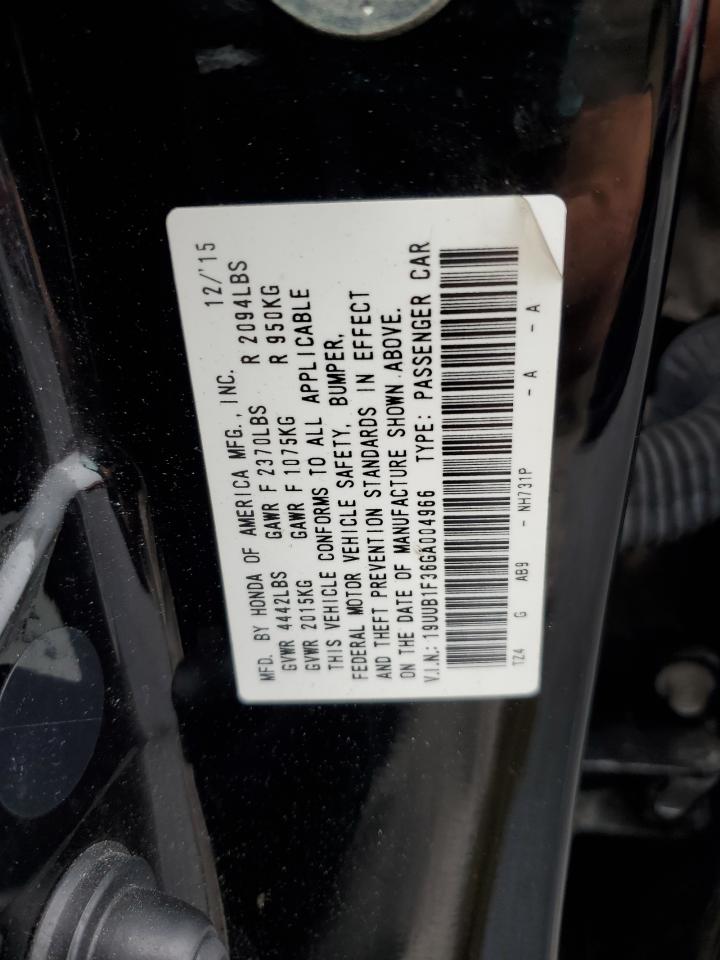 MFD. BY HONDA OF AMERICA MFG., INC. 12/'15
GVWR 4442LBS GAWR F 2370LBS R 2094LBS
GVWR 2015KG GAWR F 1075KG R 950KG
THIS VEHICLE CONFORMS TO ALL APPLICABLE
FEDERAL MOTOR VEHICLE SAFETY, BUMPER,
AND THEFT PREVENTION STANDARDS IN EFFECT
ON THE DATE OF MANUFACTURE SHOWN ABOVE.
V.I.N.: 19UUB1F36GA004966 TYPE: PASSENGER CAR
TZ4 G AB9 - NH731P - A - A